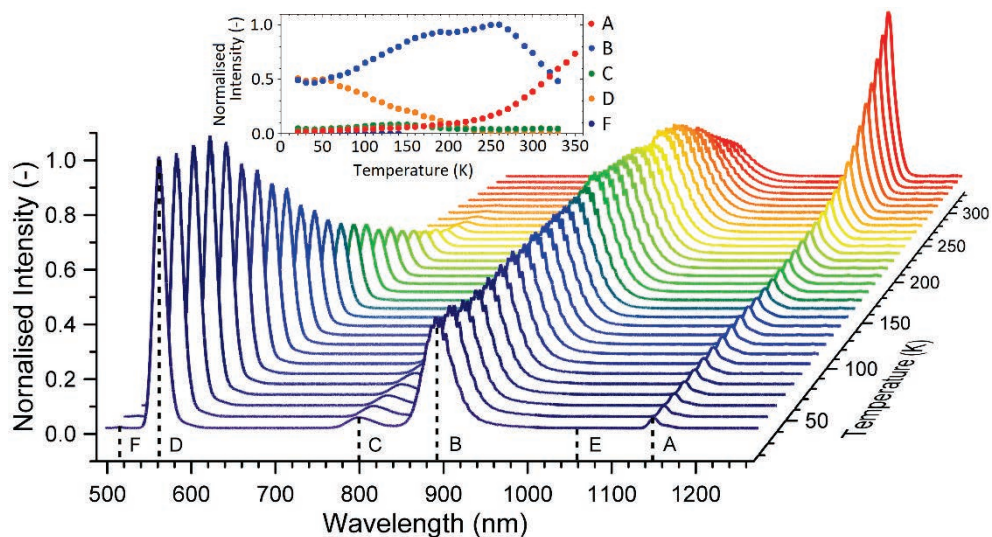 Normalised
Intensity (-)
1.0
0.5
0.0
0 50 100 150 200 250 300 350
Temperature (K)
A
B
C
D
F
Normalised Intensity (-)
1.0
0.8
0.6
0.4
0.2
0.0
F D C B E A
500 600 700 800 900 1000 1100 1200
Wavelength (nm)
300
250
200
150
100
50
Temperature (K)